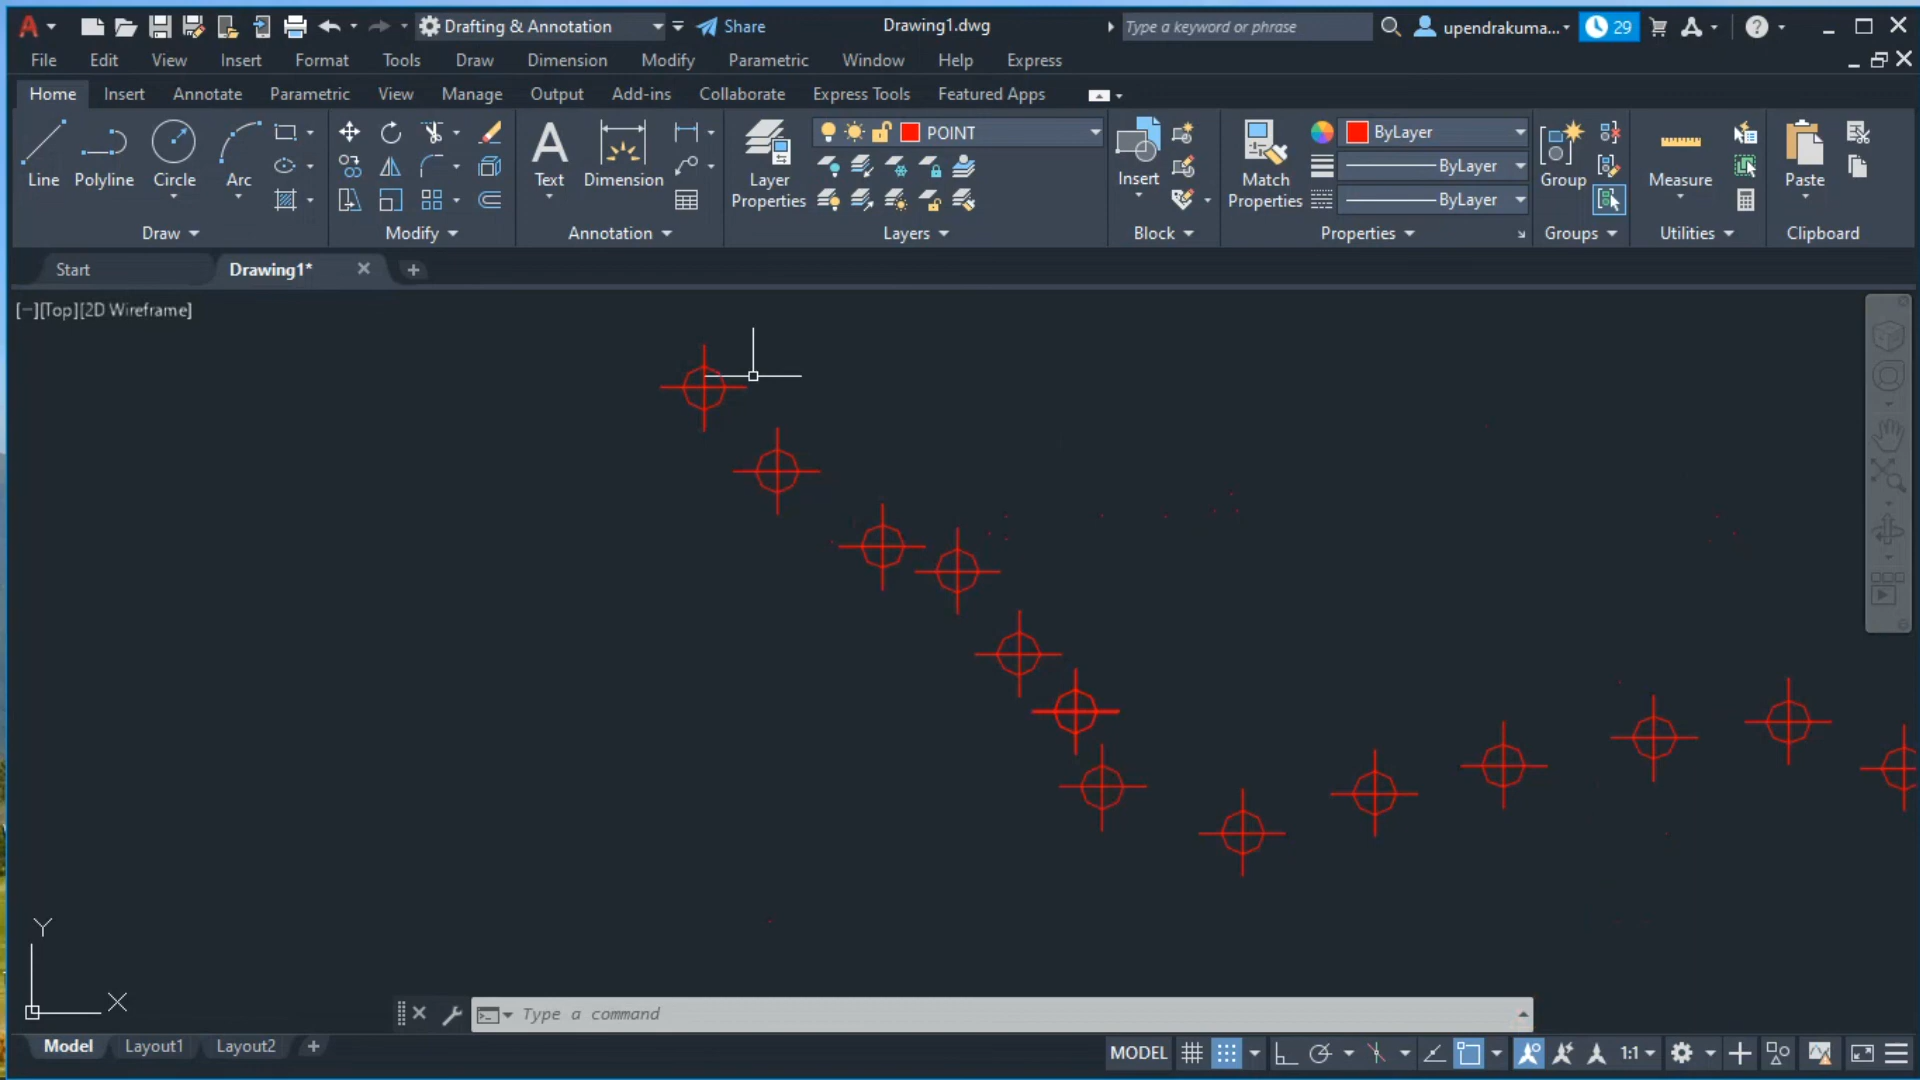 Drafting & Annotation
Share
Drawing1.dwg
Type a keyword or phrase
upendrakuma...
29
File Edit View Insert Format Tools Draw Dimension Modify Parametric Window Help Express
Home Insert Annotate Parametric View Manage Output Add-ins Collaborate Express Tools Featured Apps
POINT
ByLayer
ByLayer
ByLayer
Line Polyline Circle Arc
Text Dimension
Layer Properties
Insert
Match Properties
Group
Measure
Paste
Draw Modify Annotation Layers Block Properties Groups Utilities Clipboard
Start
Drawing1*
[−][Top][2D Wireframe]
Y
X
Type a command
Model Layout1 Layout2
MODEL
1:1